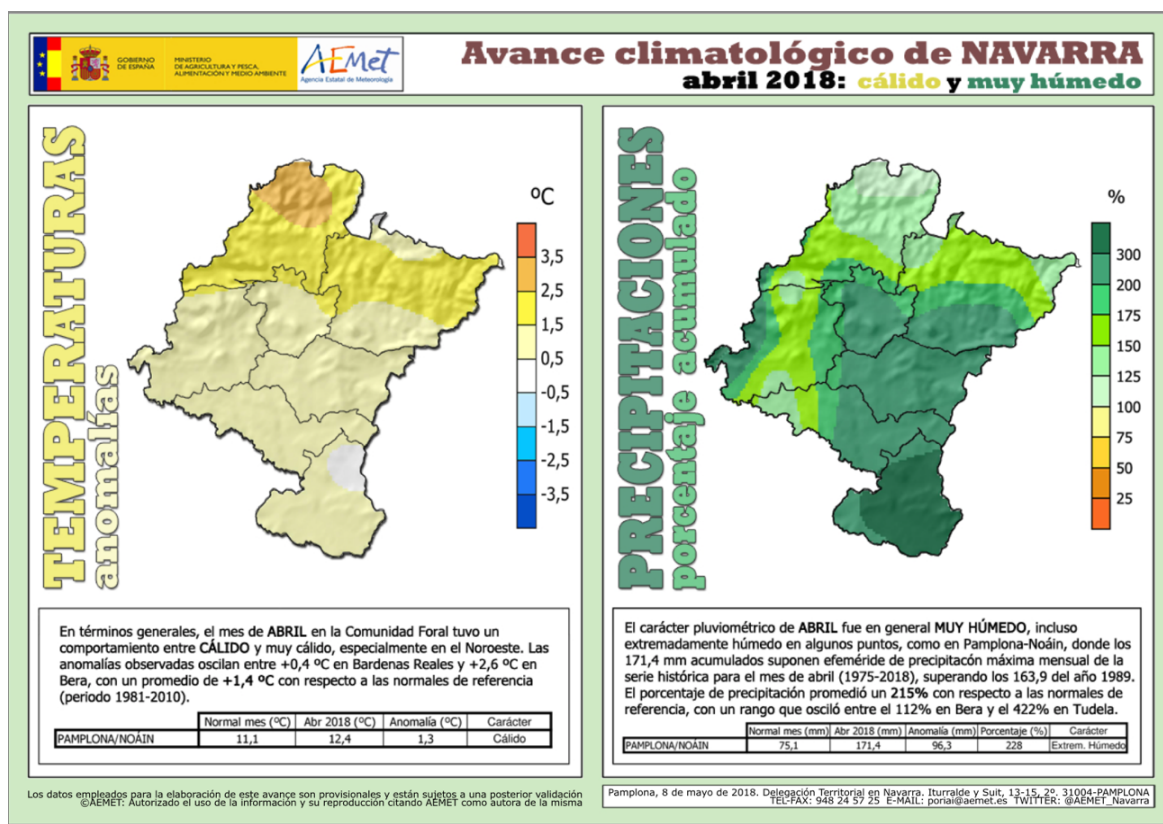 GOBIERNO
DE ESPAÑA
MINISTERIO
DE AGRICULTURA Y PESCA,
ALIMENTACIÓN Y MEDIO AMBIENTE
AEMet
Agencia Estatal de Meteorología
Avance climatológico de NAVARRA
abril 2018: cálido y muy húmedo
TEMPERATURAS
anomalías
ºC
3,5
2,5
1,5
0,5
-0,5
-1,5
-2,5
-3,5
En términos generales, el mes de ABRIL en la Comunidad Foral tuvo un
comportamiento entre CÁLIDO y muy cálido, especialmente en el Noroeste. Las
anomalías observadas oscilan entre +0,4 ºC en Bardenas Reales y +2,6 ºC en
Bera, con un promedio de +1,4 ºC con respecto a las normales de referencia
(periodo 1981-2010).
Normal mes (ºC) Abr 2018 (ºC) Anomalía (ºC) Carácter
PAMPLONA/NOÁIN 11,1 12,4 1,3 Cálido
PRECIPITACIONES
porcentaje acumulado
%
300
200
175
150
125
100
75
50
25
El carácter pluviométrico de ABRIL fue en general MUY HÚMEDO, incluso
extremadamente húmedo en algunos puntos, como en Pamplona-Noáin, donde los
171,4 mm acumulados suponen efeméride de precipitacón máxima mensual de la
serie histórica para el mes de abril (1975-2018), superando los 163,9 del año 1989.
El porcentaje de precipitación promedió un 215% con respecto a las normales de
referencia, con un rango que osciló entre el 112% en Bera y el 422% en Tudela.
Normal mes (mm) Abr 2018 (mm) Anomalía (mm) Porcentaje (%) Carácter
PAMPLONA/NOÁIN 75,1 171,4 96,3 228 Extrem. Húmedo
Los datos empleados para la elaboración de este avance son provisionales y están sujetos a una posterior validación
©AEMET: Autorizado el uso de la información y su reproducción citando AEMET como autora de la misma
Pamplona, 8 de mayo de 2018. Delegación Territorial en Navarra. Iturralde y Suit, 13-15, 2º. 31004-PAMPLONA
TEL-FAX: 948 24 57 25 E-MAIL: poriai@aemet.es TWITTER: @AEMET_Navarra